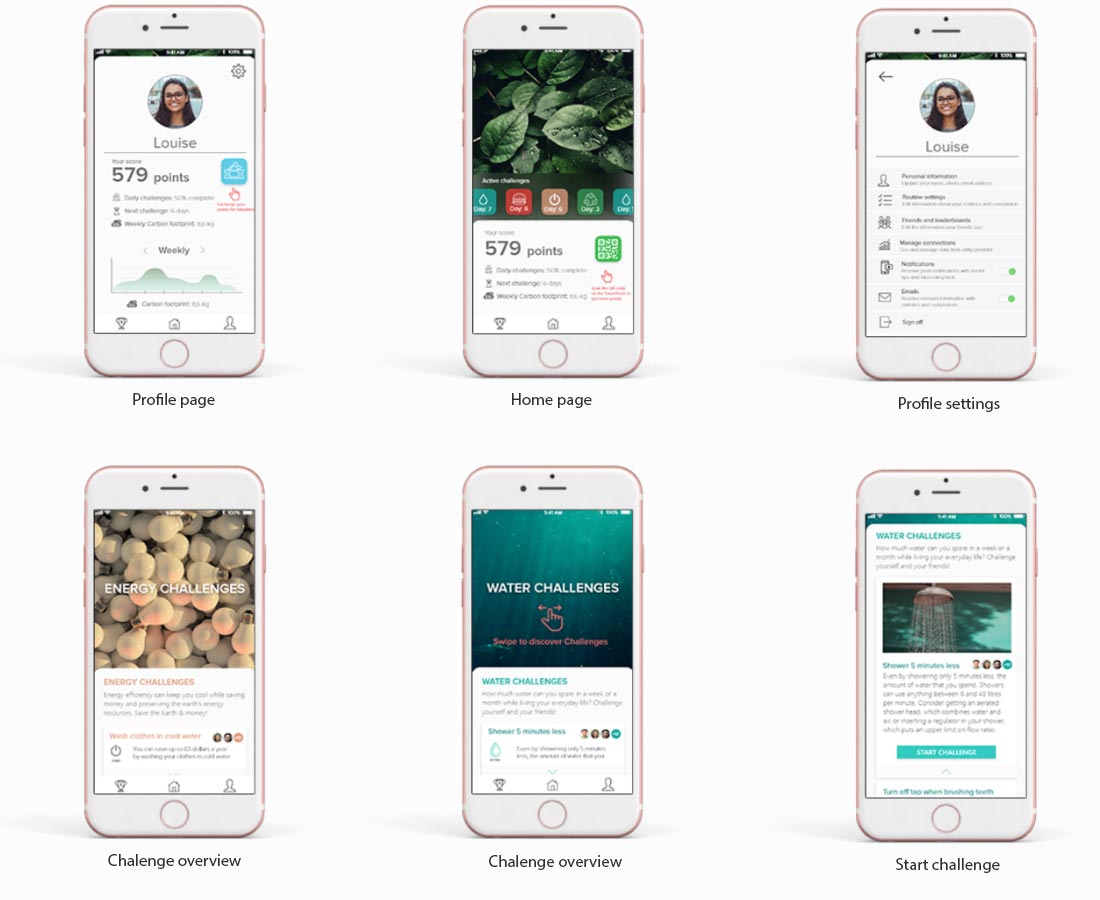 9:41 AM
100%
Louise
Your score
579 points
Daily challenges: 50% complete
Next challenge: 6 days
Weekly Carbon footprint: 8,6 kg
Exchange your
points for vouchers
Weekly
Carbon footprint: 8,6 kg
Profile page
9:41 AM
100%
Active challenges
Day: 7
Day: 6
Day: 6
Day: 3
Day:
Your score
579 points
Daily challenges: 50% complete
Next challenge: 6 days
Weekly Carbon footprint: 8,6 kg
Scan the QR code
get more points
Home page
9:41 AM
100%
Louise
Personal information
Update your name, photo, email address
Routine settings
Edit information about your routines and
Friends and leaderboards
Edit the information your friends see
Manage connections
See and manage data from utility provider
Notifications
Receive push notifications with social
tips and interesting facts
Emails
Receive relevant information with
statistics and suggestions
Sign off
Profile settings
9:41 AM
100%
ENERGY CHALLENGES
ENERGY CHALLENGES
Energy efficiency can keep you cool while saving
money and preserving the earth's energy
resources. Save the Earth & money!
Wash clothes in cold water
You can save up to 63 dollars a year
by washing your clothes in cold water
Chalenge overview
9:41 AM
100%
WATER CHALLENGES
Swipe to discover Challenges
WATER CHALLENGES
How much water can you spare in a week or a
month while living your everyday life? Challenge
yourself and your friends!
Shower 5 minutes less
Even by showering only 5 minutes
less, the amount of water that you
Chalenge overview
9:41 AM
100%
WATER CHALLENGES
How much water can you spare in a week or a
month while living your everyday life? Challenge
yourself and your friends!
Shower 5 minutes less
Even by showering only 5 minutes less, the
amount of water that you spend. Showers
can use anything between 6 and 45 litres
per minute. Consider getting an aerated
shower head, which combines water and
air, or inserting a regulator in your shower,
which puts an upper limit on flow rates.
START CHALLENGE
Turn off tap when brushing teeth
Start challenge